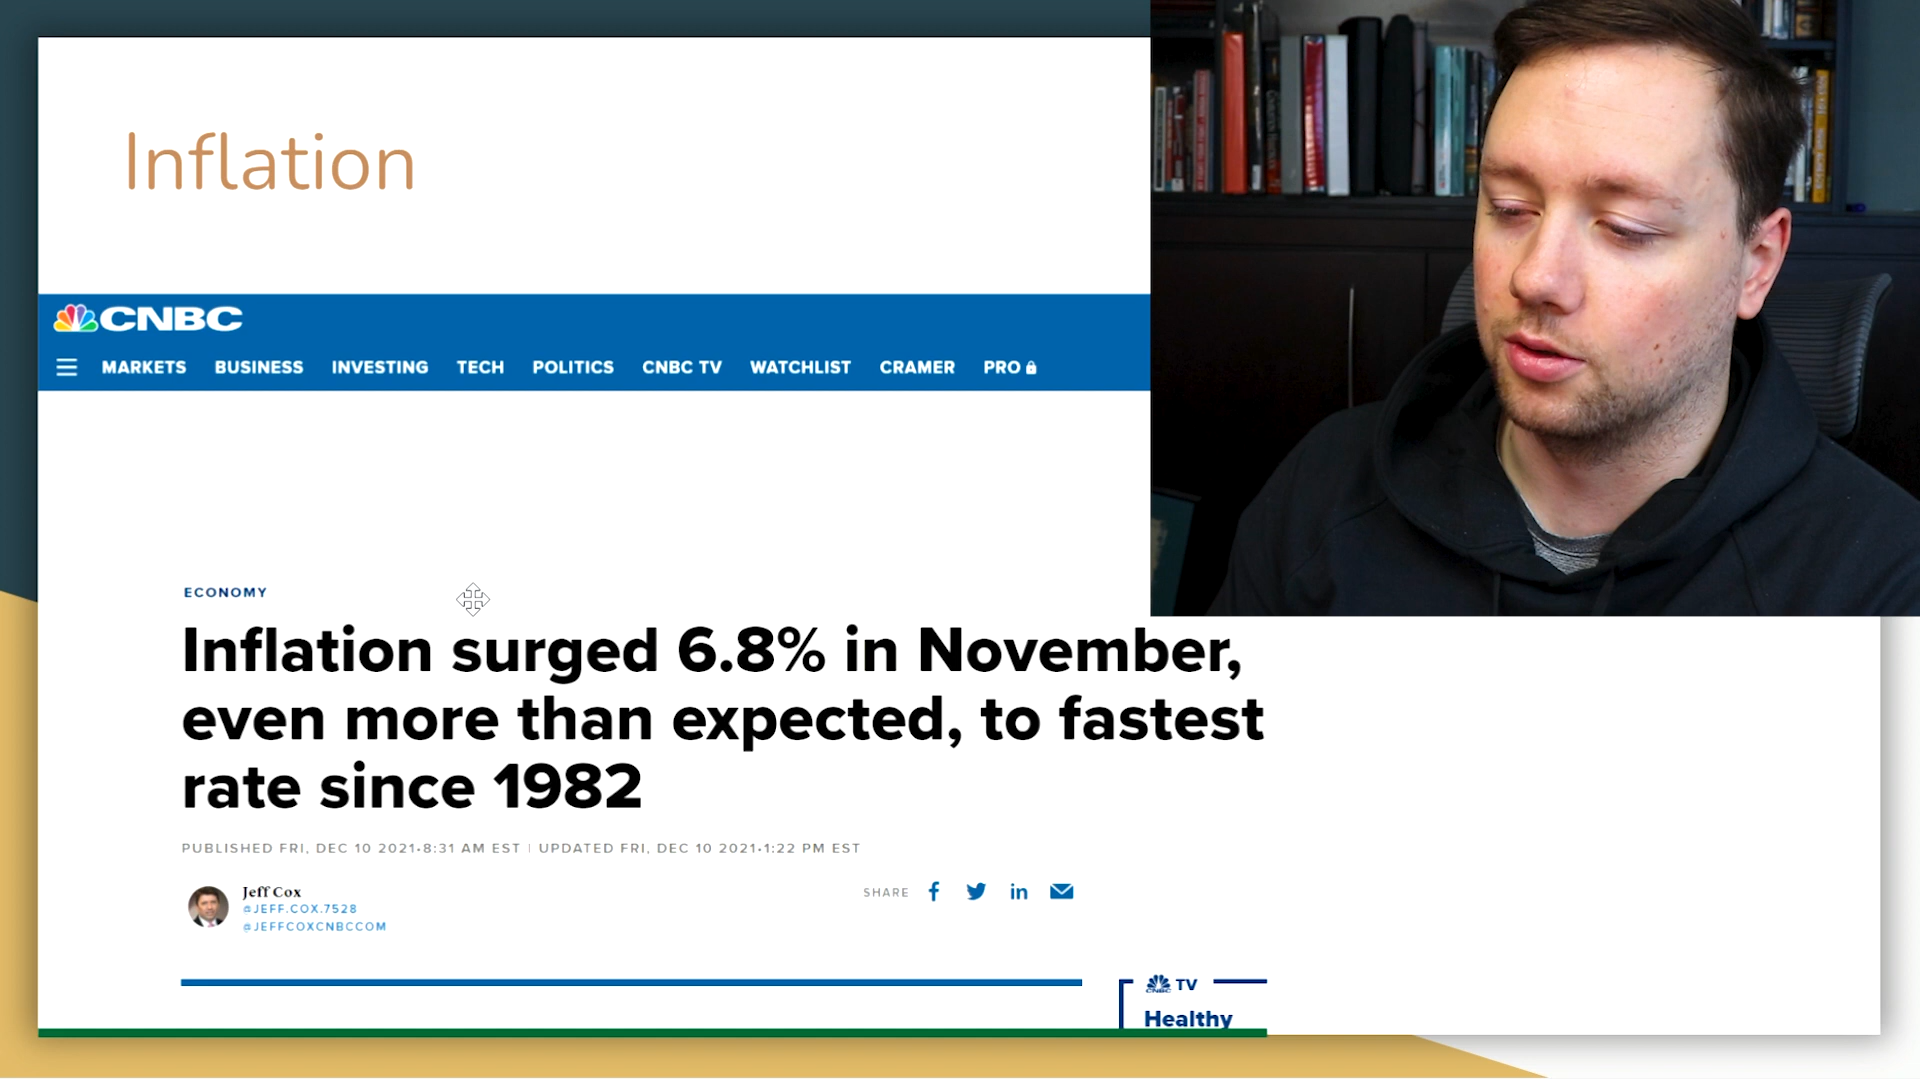 Inflation
CNBC
MARKETS BUSINESS INVESTING TECH POLITICS CNBC TV WATCHLIST CRAMER PRO
ECONOMY
Inflation surged 6.8% in November,
even more than expected, to fastest
rate since 1982
PUBLISHED FRI, DEC 10 2021•8:31 AM EST | UPDATED FRI, DEC 10 2021•1:22 PM EST
Jeff Cox
@JEFF.COX.7528
@JEFFCOXCNBCCOM
SHARE
CNBC TV
Healthy